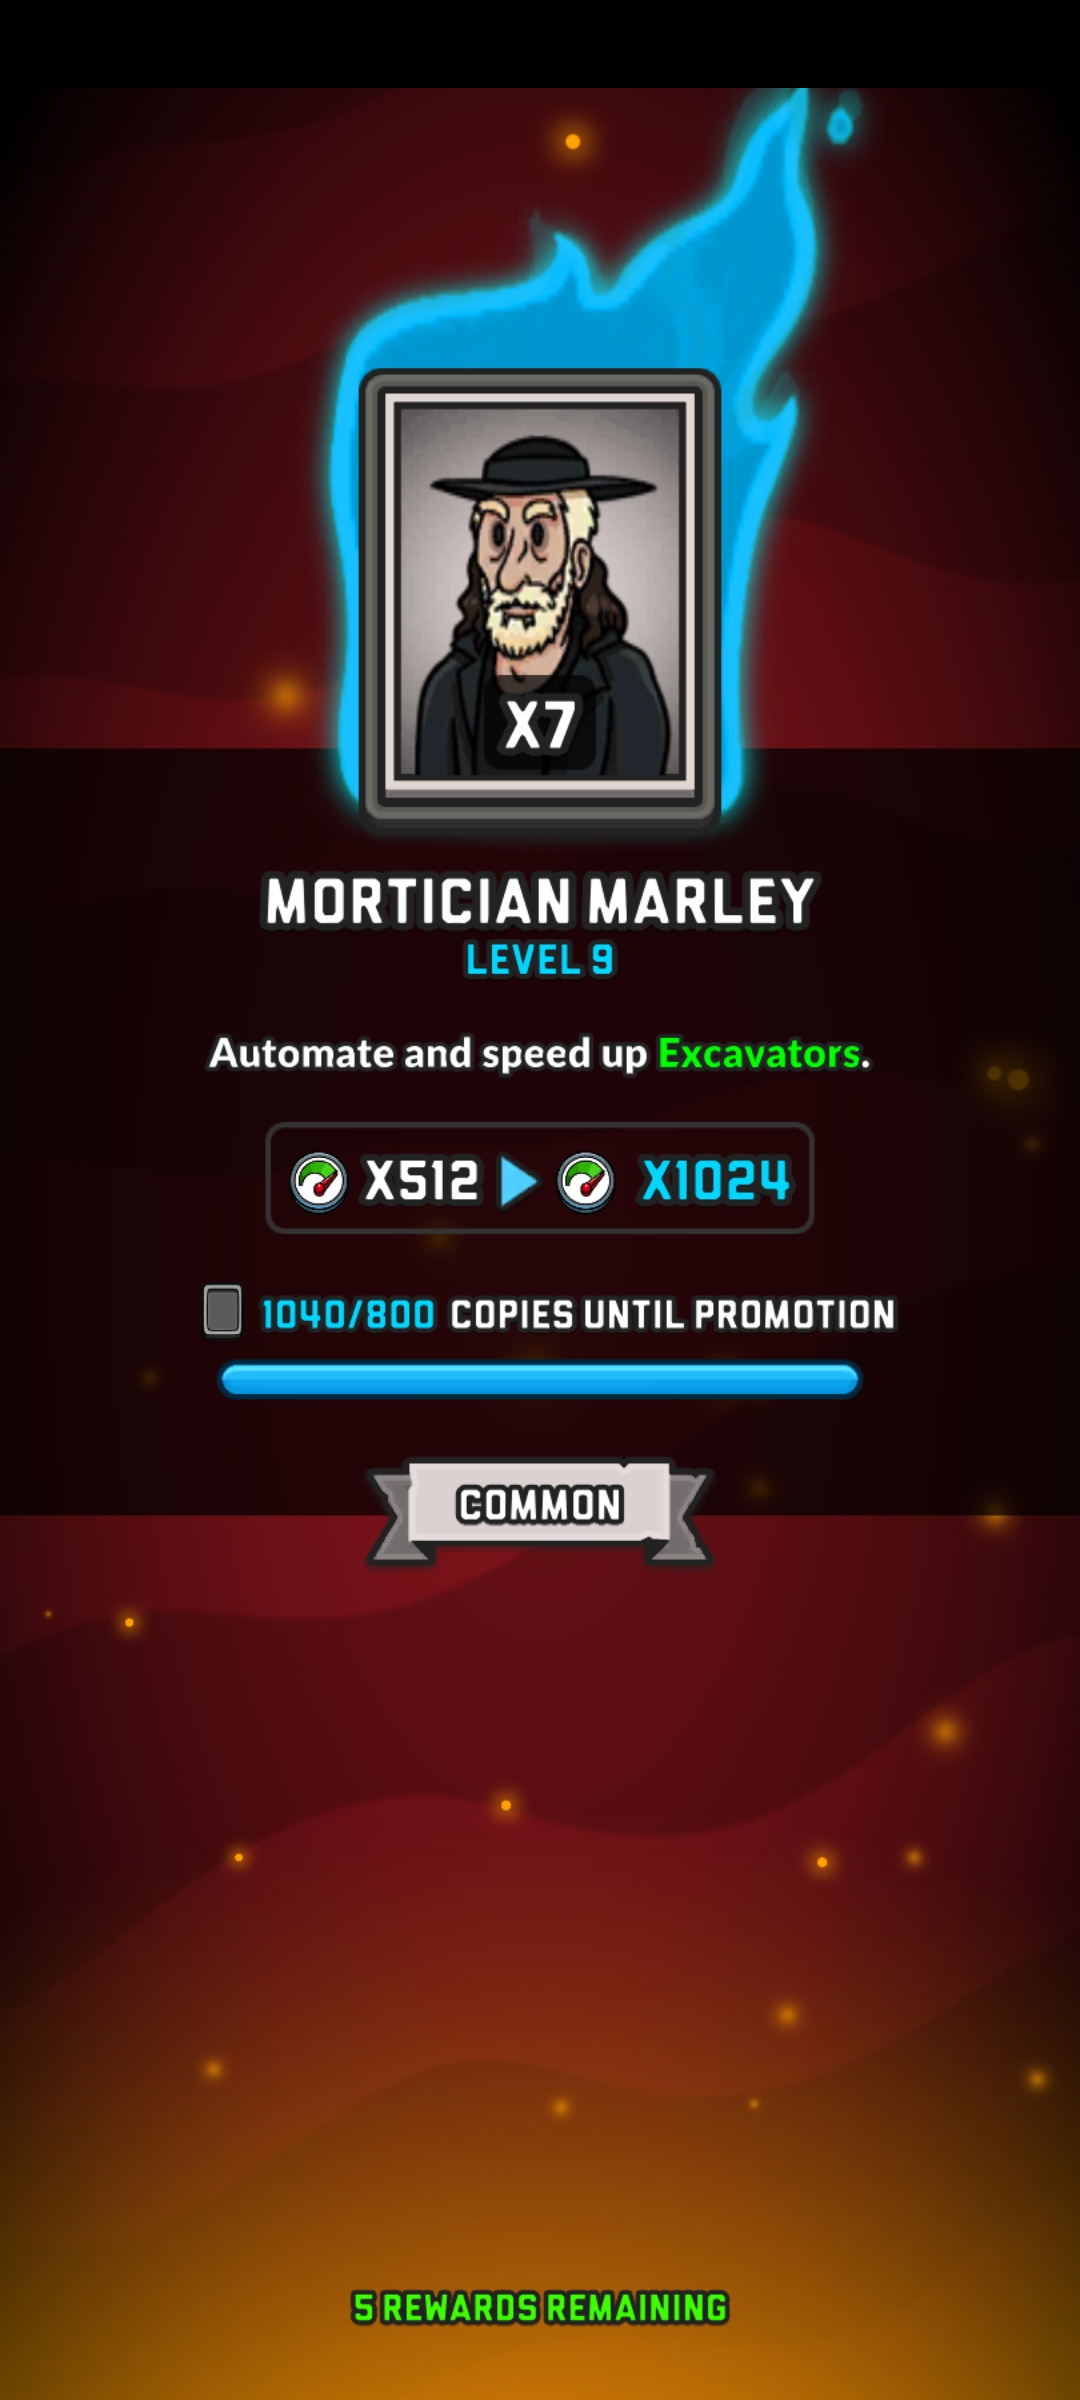 X7
MORTICIAN MARLEY
LEVEL 9
Automate and speed up Excavators.
X512 X1024
1040/800 COPIES UNTIL PROMOTION
COMMON
5 REWARDS REMAINING